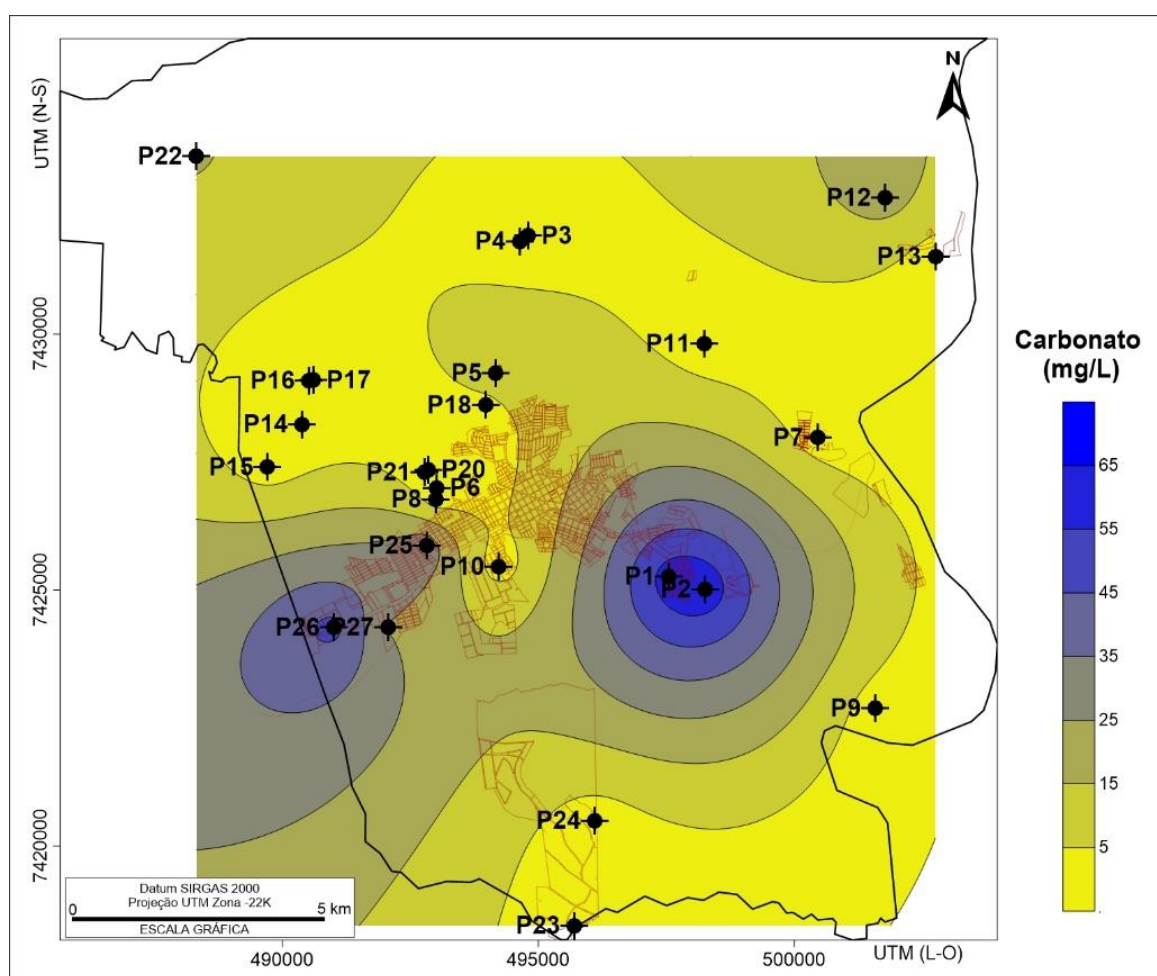 N
UTM (N-S)
P22
P12
P4 P3
P13
7430000
P11
Carbonato
(mg/L)
P5
P16 P17
P18
P14
P7
P15
P21 P20
P6
P8
65
P25
55
P10
P1
7425000
P2
45
P26 P27
35
25
P9
15
P24
7420000
5
Datum SIRGAS 2000
Projeção UTM Zona -22K
0 5 km
ESCALA GRÁFICA
P23
490000 495000 500000 UTM (L-O)